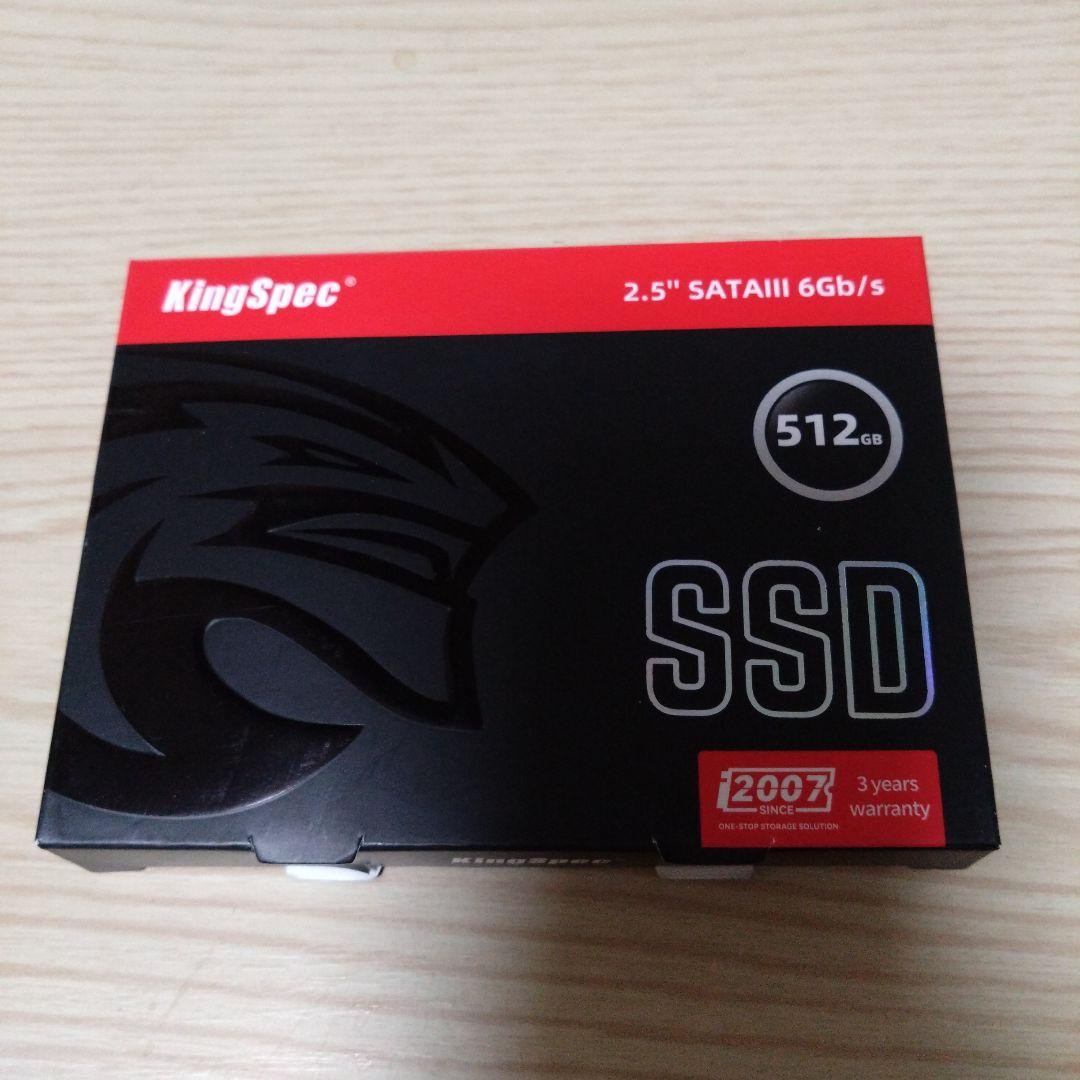 KingSpec®
2.5" SATAIII 6Gb/s
512GB
SSD
2007
SINCE
ONE-STOP STORAGE SOLUTION
3 years
warranty
KingSpec